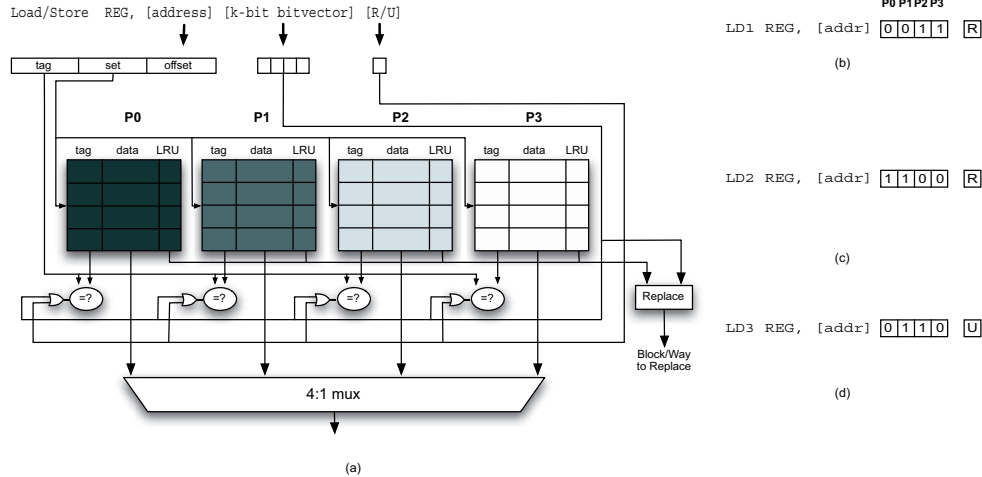 Load/Store REG, [address] [k-bit bitvector] [R/U]
tag set offset
P0 P1 P2 P3
tag data LRU tag data LRU tag data LRU tag data LRU
=? =? =? =?
Replace
Block/Way
to Replace
4:1 mux
(a)
P0 P1 P2 P3
LD1 REG, [addr] 0 0 1 1 R
(b)
LD2 REG, [addr] 1 1 0 0 R
(c)
LD3 REG, [addr] 0 1 1 0 U
(d)